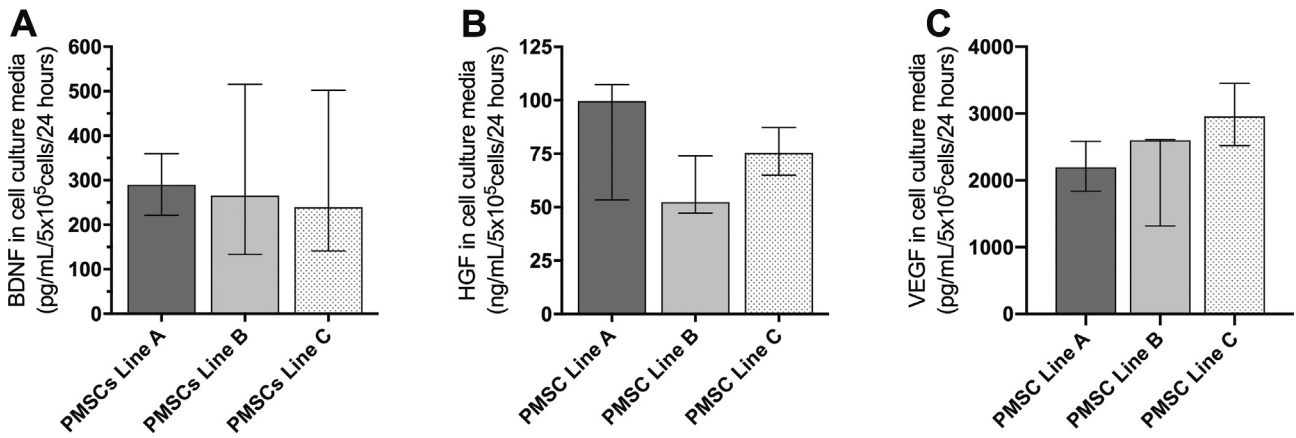 A
BDNF in cell culture media
(pg/mL/5x10⁵cells/24 hours)
600
500
400
300
200
100
0
PMSCs Line A
PMSCs Line B
PMSCs Line C
B
HGF in cell culture media
(ng/mL/5x10⁵cells/24 hours)
125
100
75
50
25
0
PMSC Line A
PMSC Line B
PMSC Line C
C
VEGF in cell culture media
(pg/mL/5x10⁵cells/24 hours)
4000
3000
2000
1000
0
PMSC Line A
PMSC Line B
PMSC Line C